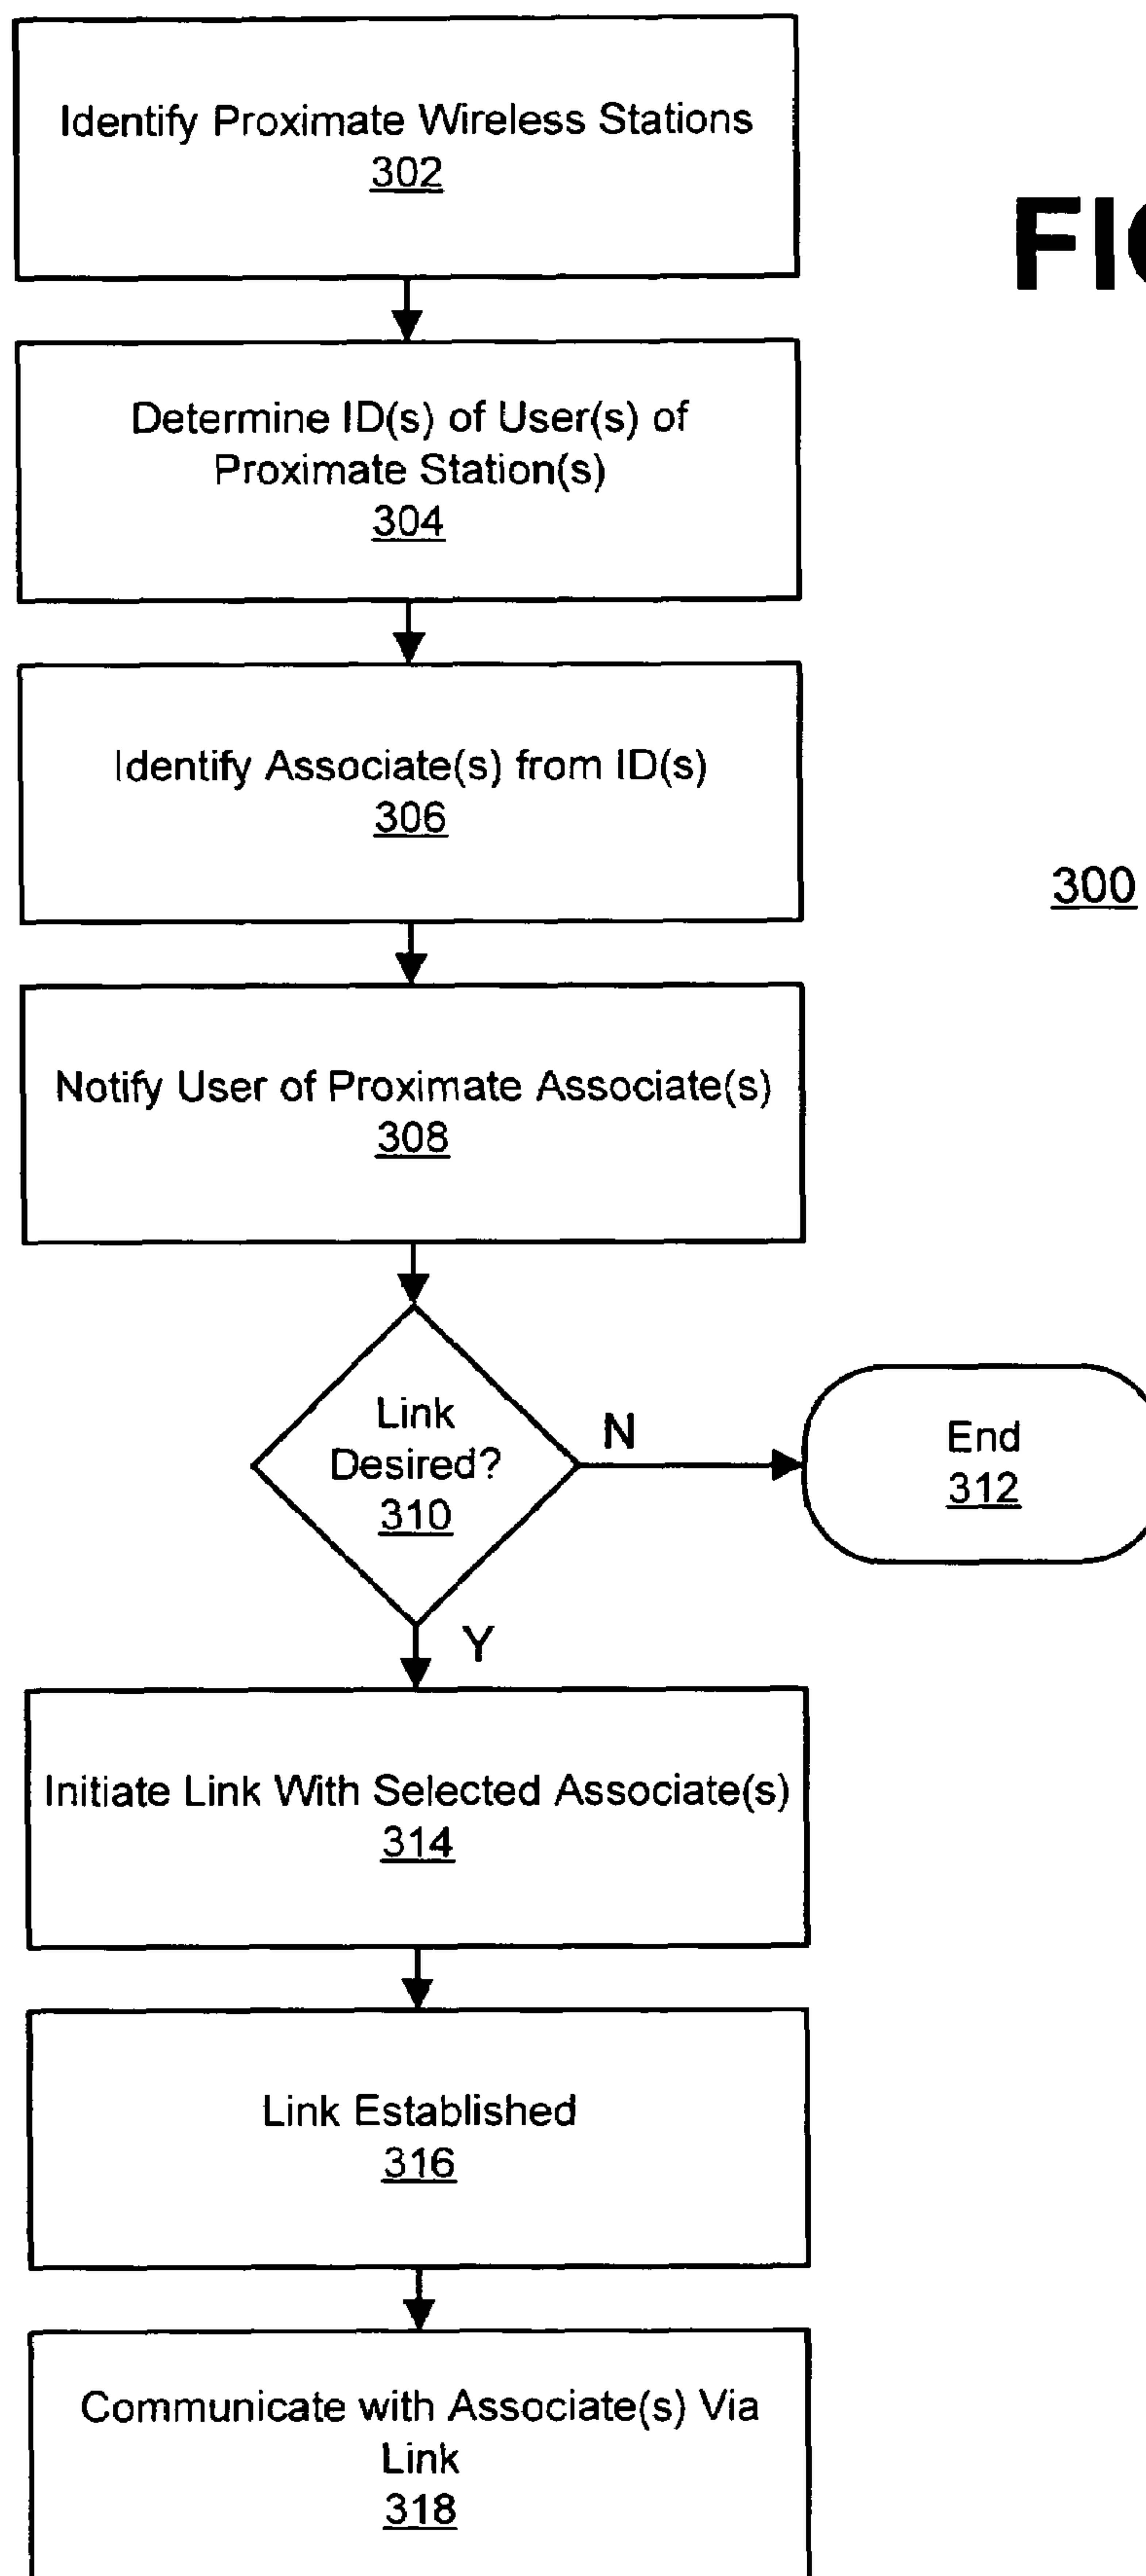 Identify Proximate Wireless Stations
302
Determine ID(s) of User(s) of
Proximate Station(s)
304
Identify Associate(s) from ID(s)
306
300
Notify User of Proximate Associate(s)
308
Link
Desired?
310
N
End
312
Y
Initiate Link With Selected Associate(s)
314
Link Established
316
Communicate with Associate(s) Via
Link
318